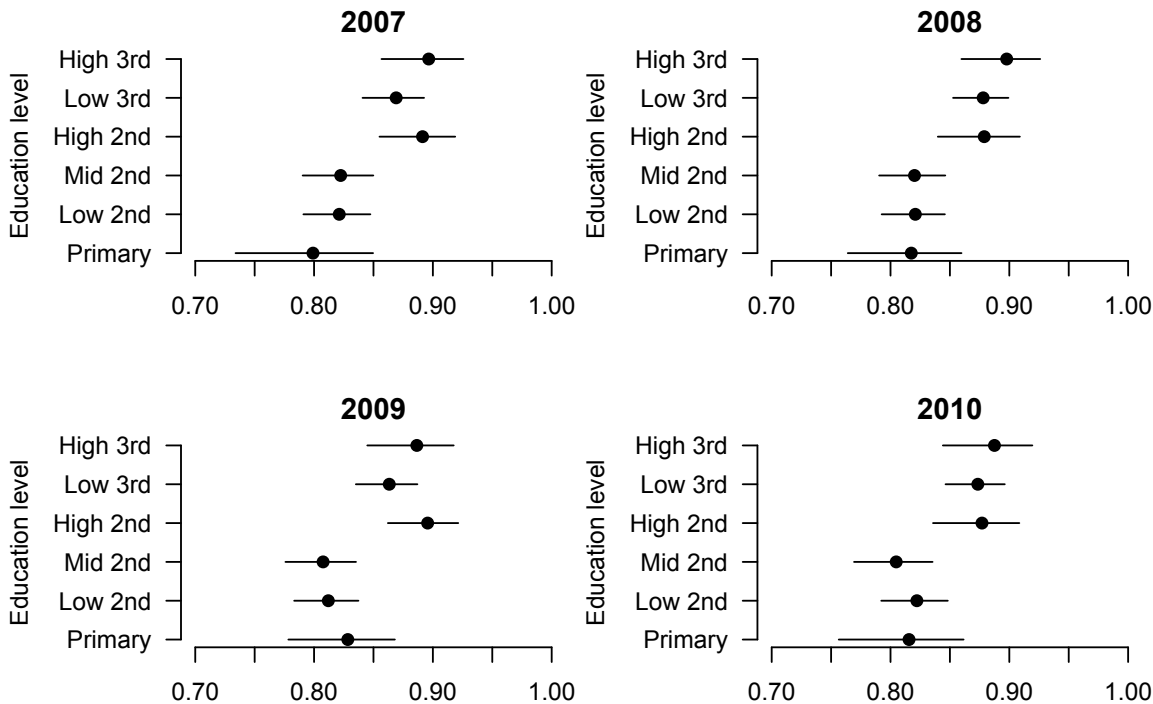 2007
Education level
High 3rd
Low 3rd
High 2nd
Mid 2nd
Low 2nd
Primary
0.70 0.80 0.90 1.00
2008
Education level
High 3rd
Low 3rd
High 2nd
Mid 2nd
Low 2nd
Primary
0.70 0.80 0.90 1.00
2009
Education level
High 3rd
Low 3rd
High 2nd
Mid 2nd
Low 2nd
Primary
0.70 0.80 0.90 1.00
2010
Education level
High 3rd
Low 3rd
High 2nd
Mid 2nd
Low 2nd
Primary
0.70 0.80 0.90 1.00